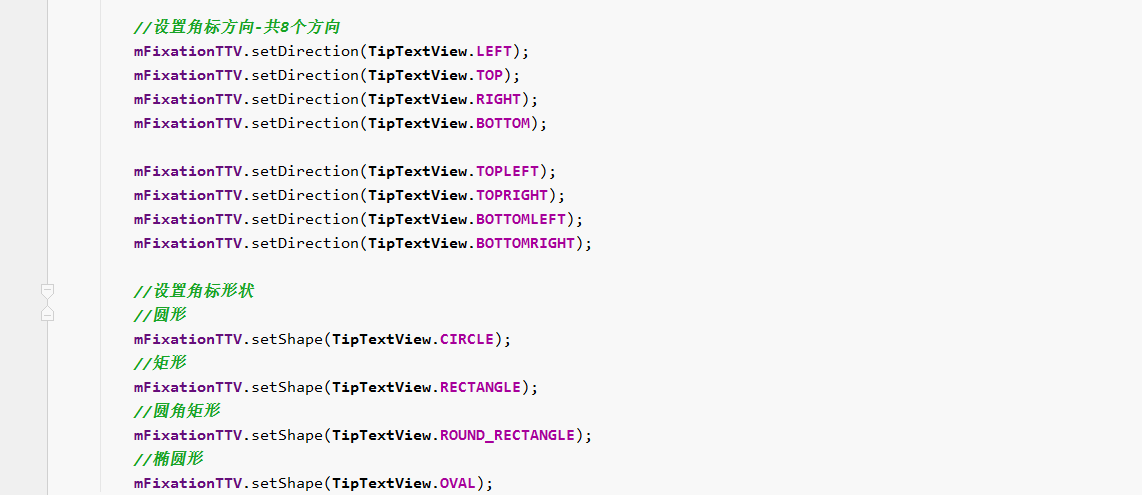 //设置角标方向-共8个方向
mFixationTTV.setDirection(TipTextView.LEFT);
mFixationTTV.setDirection(TipTextView.TOP);
mFixationTTV.setDirection(TipTextView.RIGHT);
mFixationTTV.setDirection(TipTextView.BOTTOM);
mFixationTTV.setDirection(TipTextView.TOPLEFT);
mFixationTTV.setDirection(TipTextView.TOPRIGHT);
mFixationTTV.setDirection(TipTextView.BOTTOMLEFT);
mFixationTTV.setDirection(TipTextView.BOTTOMRIGHT);
//设置角标形状
//圆形
mFixationTTV.setShape(TipTextView.CIRCLE);
//矩形
mFixationTTV.setShape(TipTextView.RECTANGLE);
//圆角矩形
mFixationTTV.setShape(TipTextView.ROUND_RECTANGLE);
//椭圆形
mFixationTTV.setShape(TipTextView.OVAL);